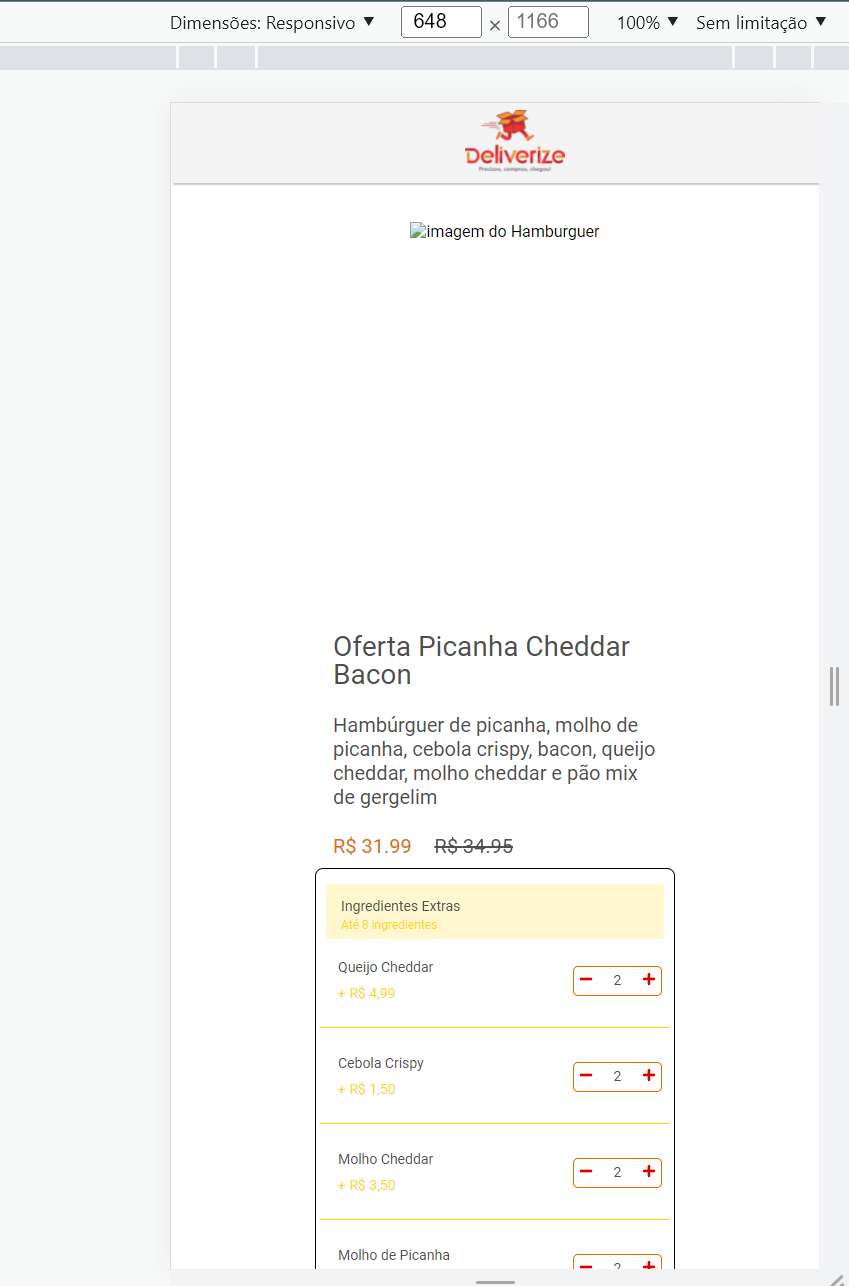 Dimensões: Responsivo ▼ 648 × 1166 100% ▼ Sem limitação ▼
Deliverize
Precisou, comprou, chegou!
imagem do Hamburguer
Oferta Picanha Cheddar
Bacon
Hambúrguer de picanha, molho de
picanha, cebola crispy, bacon, queijo
cheddar, molho cheddar e pão mix
de gergelim
R$ 31.99 R$ 34.95
Ingredientes Extras
Até 8 ingredientes
Queijo Cheddar
+ R$ 4,99
− 2 +
Cebola Crispy
+ R$ 1,50
− 2 +
Molho Cheddar
+ R$ 3,50
− 2 +
Molho de Picanha
− 2 +